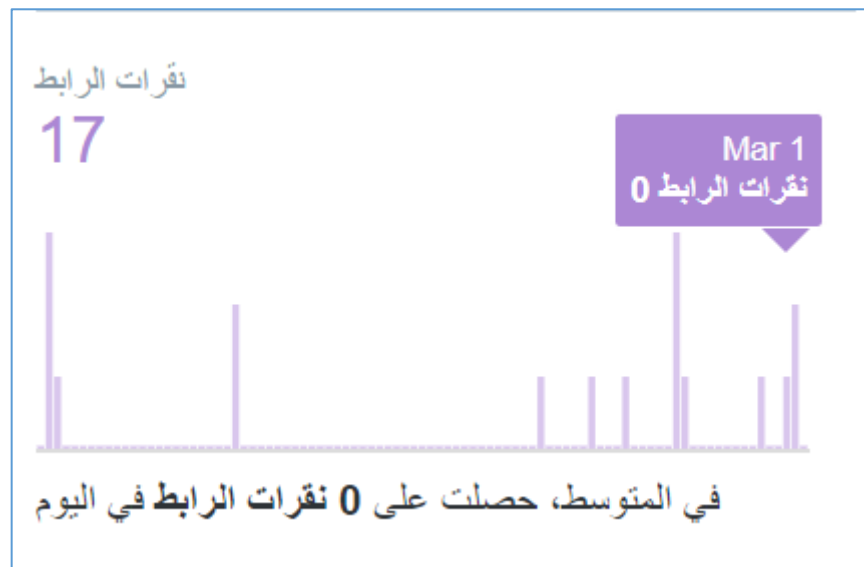 نقرات الرابط
17
Mar 1
نقرات الرابط 0
في المتوسط، حصلت على 0 نقرات الرابط في اليوم